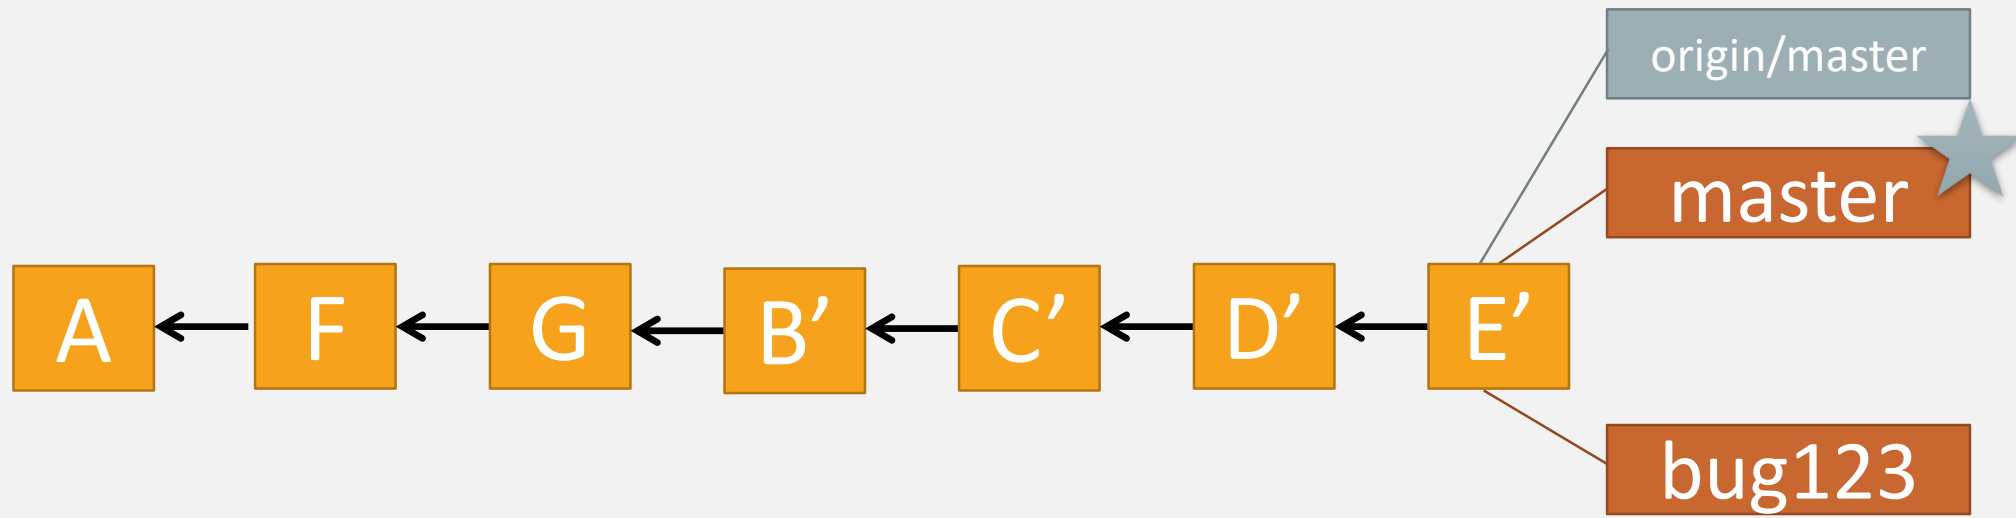 origin/master
master
A F G B’ C’ D’ E’
bug123